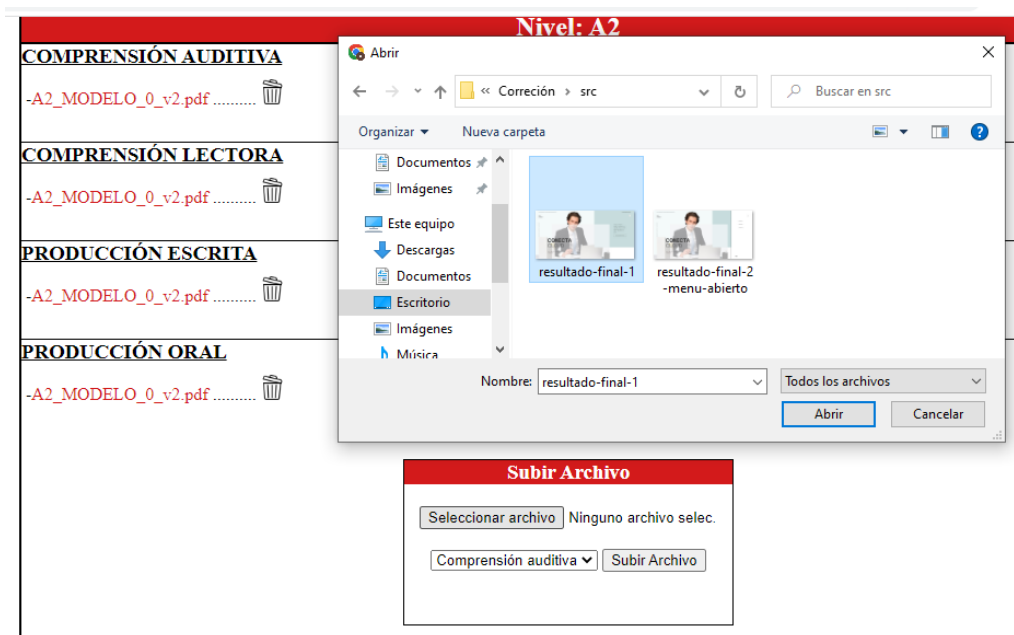 Nivel: A2
COMPRENSIÓN AUDITIVA
-A2_MODELO_0_v2.pdf ..........
COMPRENSIÓN LECTORA
-A2_MODELO_0_v2.pdf ..........
PRODUCCIÓN ESCRITA
-A2_MODELO_0_v2.pdf ..........
PRODUCCIÓN ORAL
-A2_MODELO_0_v2.pdf ..........
Abrir
« Correción › src
Buscar en src
Organizar
Nueva carpeta
Documentos
Imágenes
Este equipo
Descargas
Documentos
Escritorio
Imágenes
Música
CONECTA
resultado-final-1
CONECTA
resultado-final-2
-menu-abierto
Nombre: resultado-final-1
Todos los archivos
Abrir
Cancelar
Subir Archivo
Seleccionar archivo Ninguno archivo selec.
Comprensión auditiva Subir Archivo